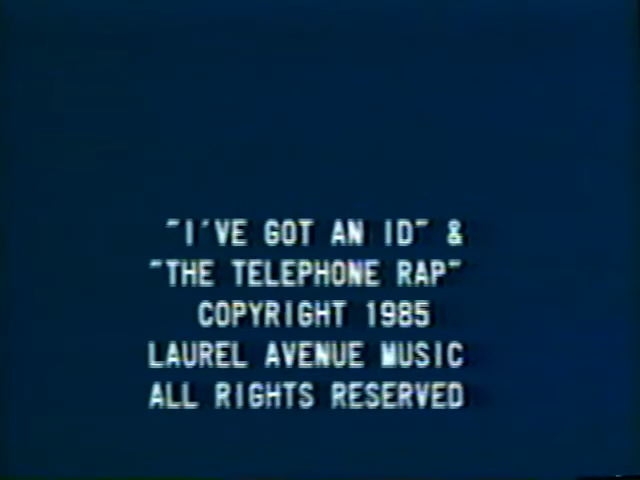 "I'VE GOT AN ID" &
"THE TELEPHONE RAP"
COPYRIGHT 1985
LAUREL AVENUE MUSIC
ALL RIGHTS RESERVED